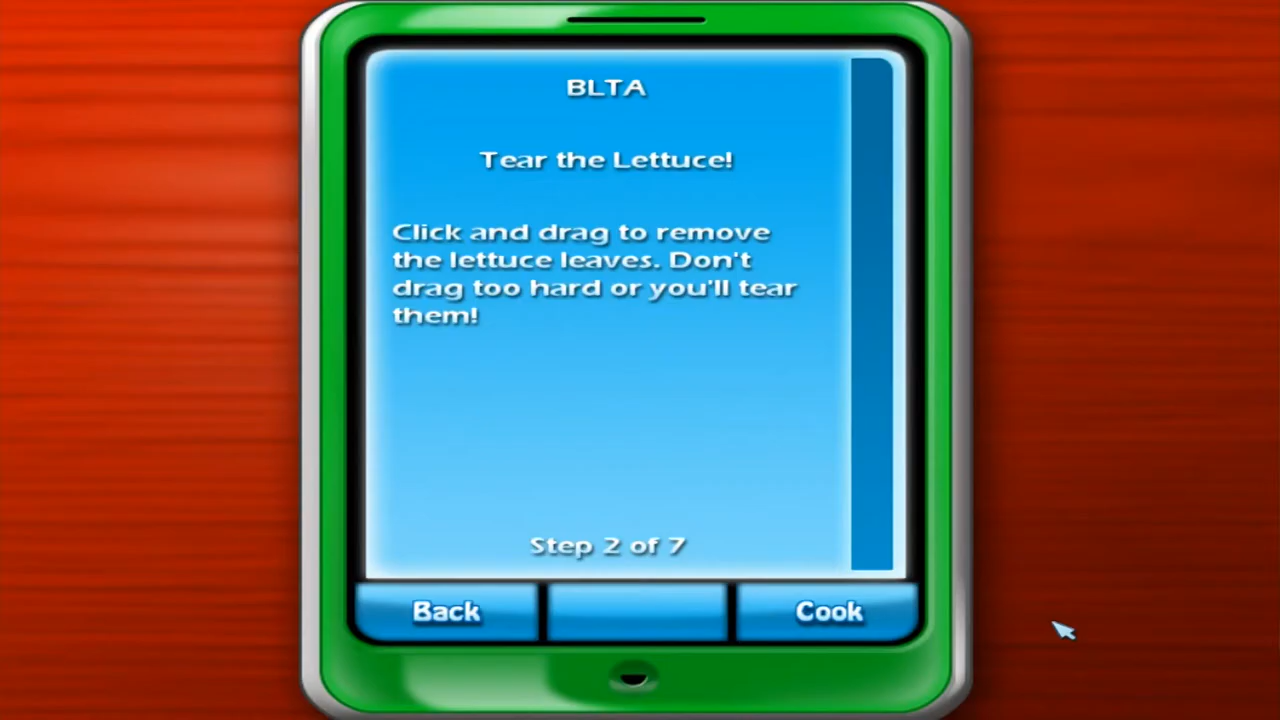 BLTA
Tear the Lettuce!
Click and drag to remove
the lettuce leaves. Don't
drag too hard or you'll tear
them!
Step 2 of 7
Back
Cook